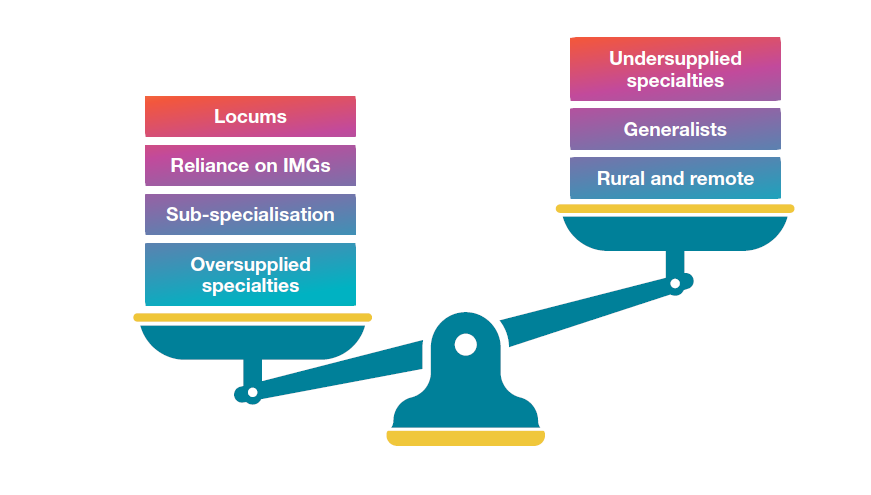 Locums
Reliance on IMGs
Sub-specialisation
Oversupplied
specialties
Undersupplied
specialties
Generalists
Rural and remote